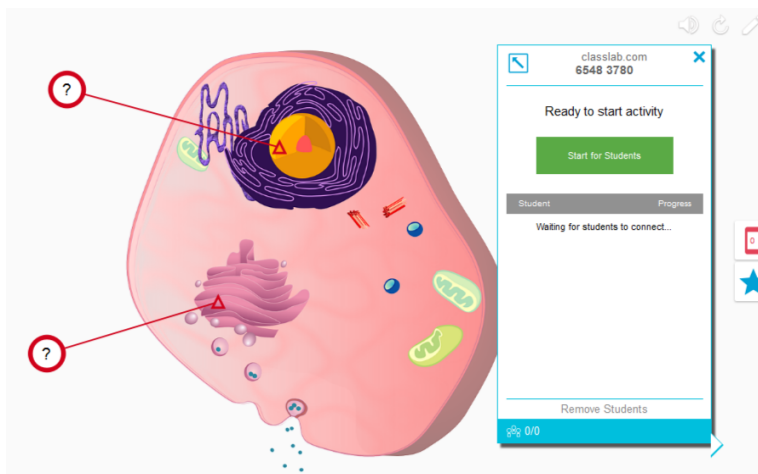 ?
?
classlab.com
6548 3780
Ready to start activity
Start for Students
Student Progress
Waiting for students to connect...
Remove Students
0/0
0